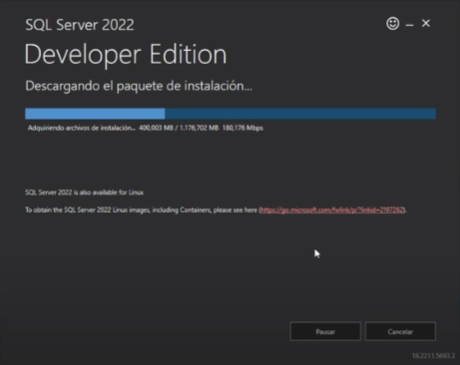 SQL Server 2022
Developer Edition
Descargando el paquete de instalación...
Adquiriendo archivos de instalación... 400,003 MB / 1,176,702 MB 180,176 Mbps
SQL Server 2022 is also available for Linux
To obtain the SQL Server 2022 Linux images, including Containers, please see here (https://go.microsoft.com/fwlink/p/?linkid=2197262).
Pausar
Cancelar
16.2211.5693.3